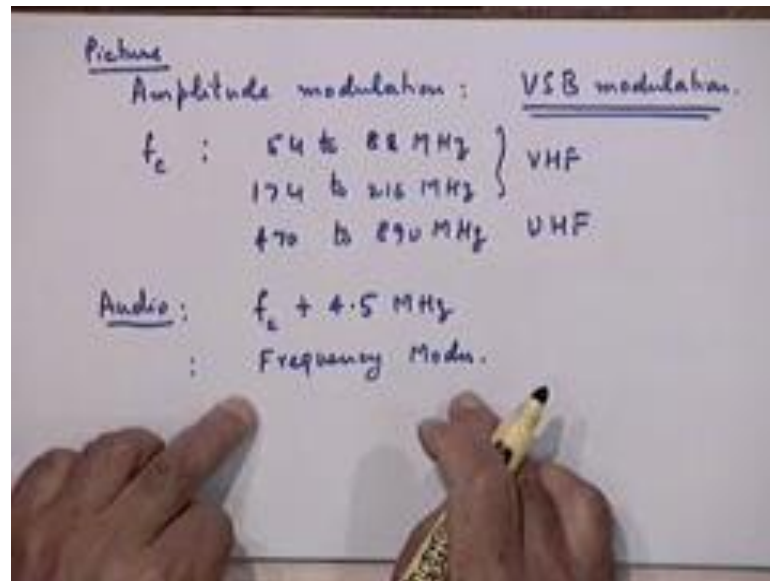 Picture
Amplitude modulation : VSB modulation.
fc : 54 to 88 MHz } VHF
174 to 216 MHz
470 to 890 MHz UHF
Audio : fc + 4.5 MHz
: Frequency Modn.